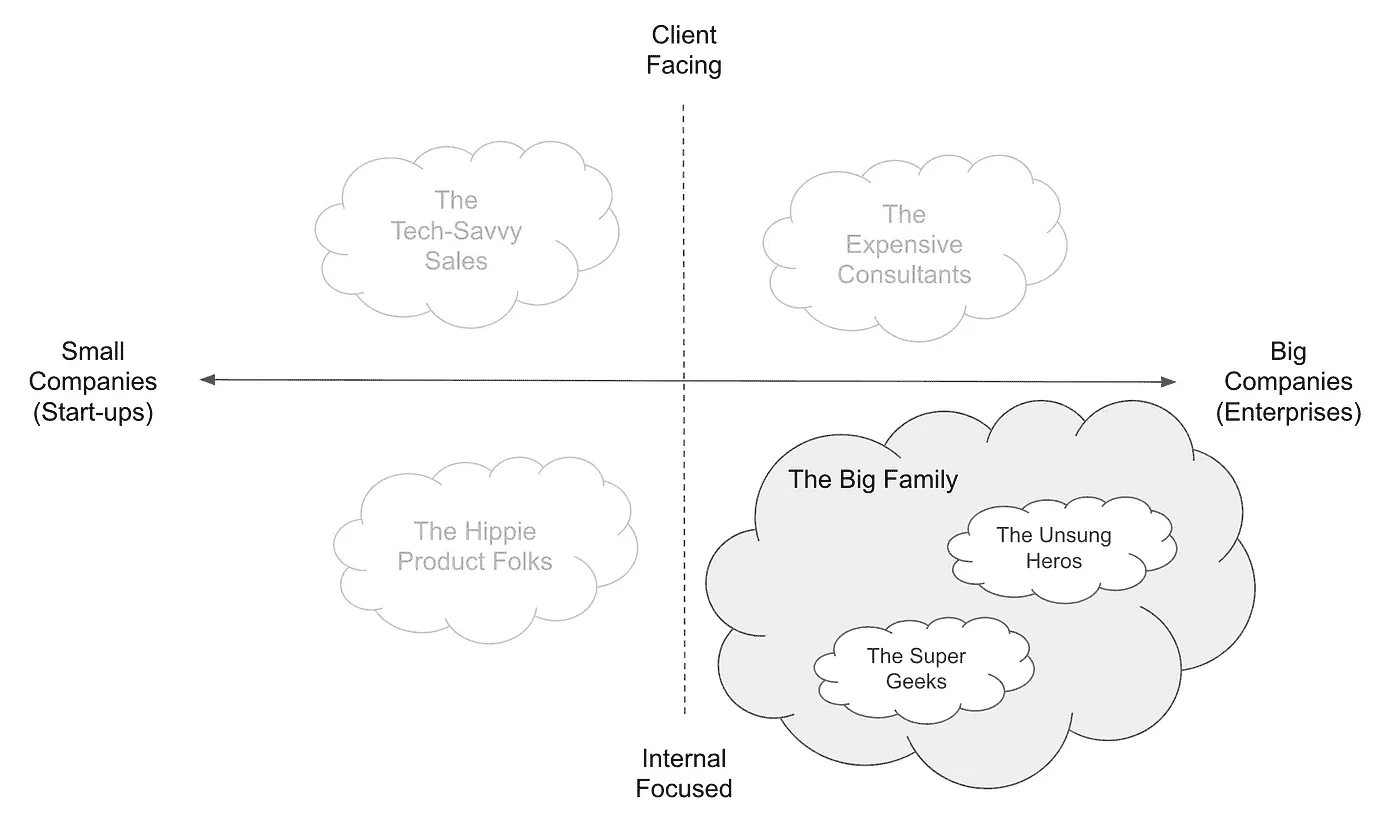 Client
Facing
The
Tech-Savvy
Sales
The
Expensive
Consultants
Small
Companies
(Start-ups)
Big
Companies
(Enterprises)
The Big Family
The Hippie
Product Folks
The Unsung
Heros
The Super
Geeks
Internal
Focused